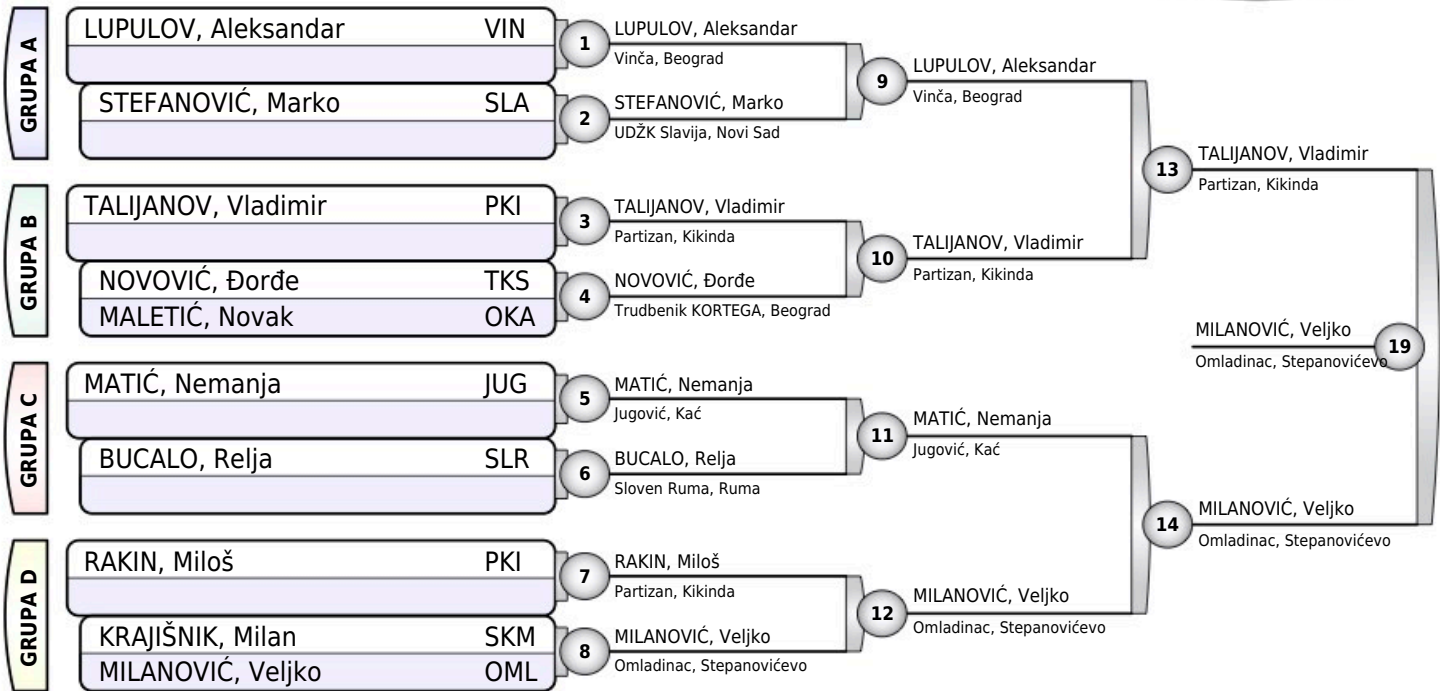 GRUPA A
LUPULOV, Aleksandar VIN
STEFANOVIĆ, Marko SLA
1
LUPULOV, Aleksandar
Vinča, Beograd
2
STEFANOVIĆ, Marko
UDŽK Slavija, Novi Sad
9
LUPULOV, Aleksandar
Vinča, Beograd
GRUPA B
TALIJANOV, Vladimir PKI
NOVOVIĆ, Đorđe TKS
MALETIĆ, Novak OKA
3
TALIJANOV, Vladimir
Partizan, Kikinda
4
NOVOVIĆ, Đorđe
Trudbenik KORTEGA, Beograd
10
TALIJANOV, Vladimir
Partizan, Kikinda
13
TALIJANOV, Vladimir
Partizan, Kikinda
GRUPA C
MATIĆ, Nemanja JUG
BUCALO, Relja SLR
5
MATIĆ, Nemanja
Jugović, Kać
6
BUCALO, Relja
Sloven Ruma, Ruma
11
MATIĆ, Nemanja
Jugović, Kać
GRUPA D
RAKIN, Miloš PKI
KRAJIŠNIK, Milan SKM
MILANOVIĆ, Veljko OML
7
RAKIN, Miloš
Partizan, Kikinda
8
MILANOVIĆ, Veljko
Omladinac, Stepanovićevo
12
MILANOVIĆ, Veljko
Omladinac, Stepanovićevo
14
MILANOVIĆ, Veljko
Omladinac, Stepanovićevo
MILANOVIĆ, Veljko
Omladinac, Stepanovićevo
19